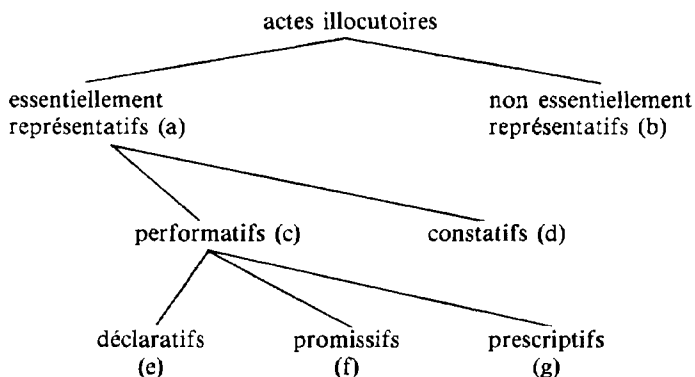 actes illocutoires
essentiellement
représentatifs (a)
non essentiellement
représentatifs (b)
performatifs (c)
constatifs (d)
déclaratifs
(e)
promissifs
(f)
prescriptifs
(g)